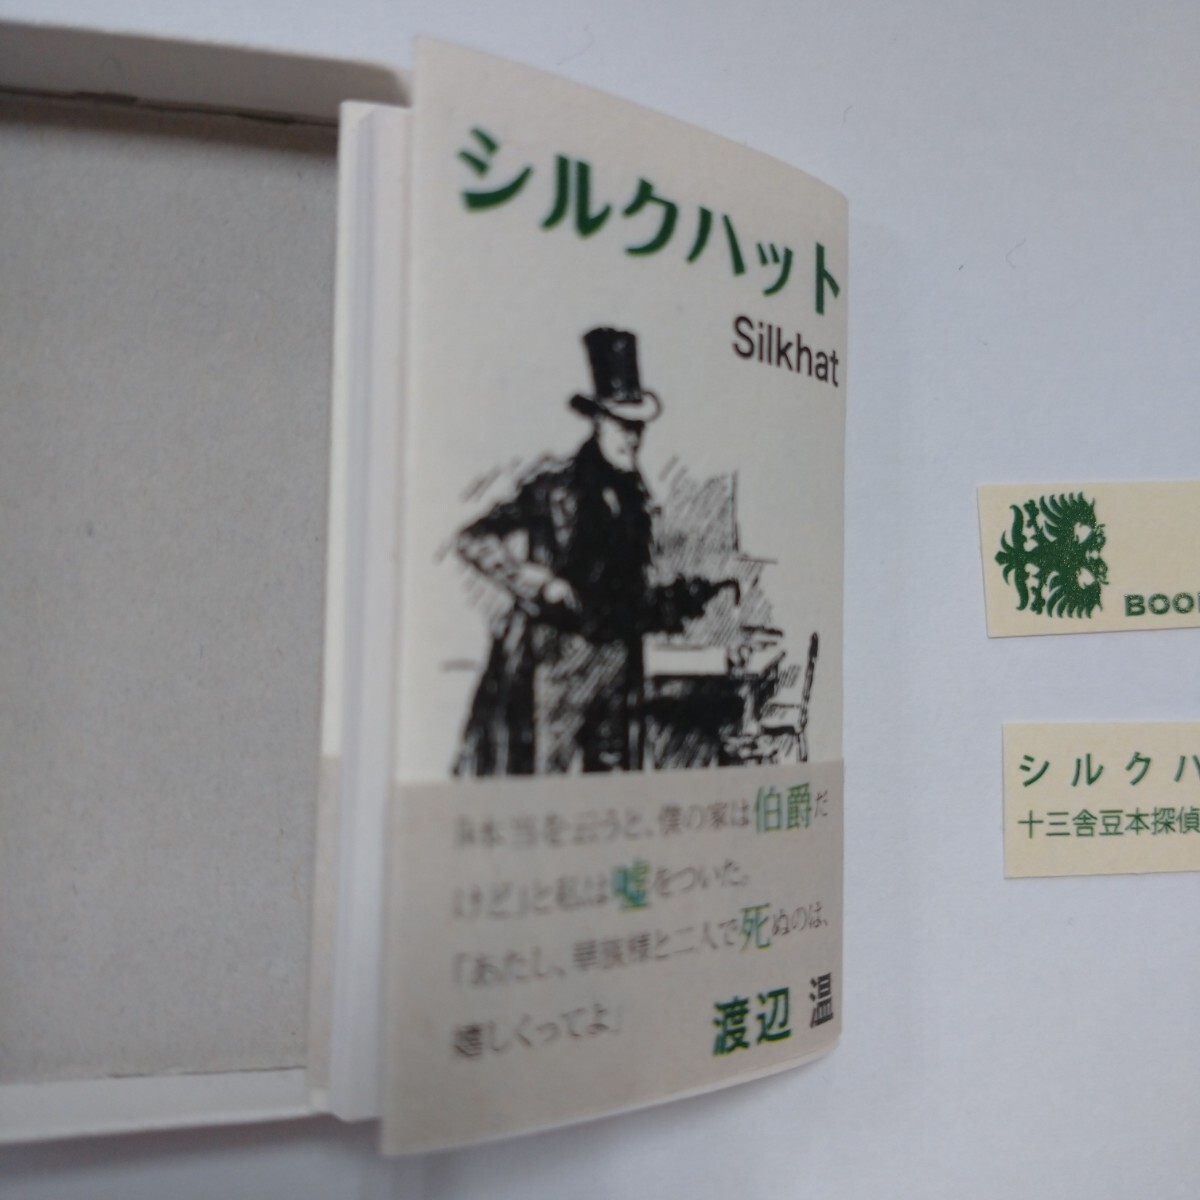 シルクハット
Silkhat
本当を云うと、僕の家は伯爵だ
けど」と私は嘘をついた。
「あたし、華族様と二人で死ぬのは、
嬉しくってよ」
渡辺 温
BOO
シルクハ
十三舎豆本探偵